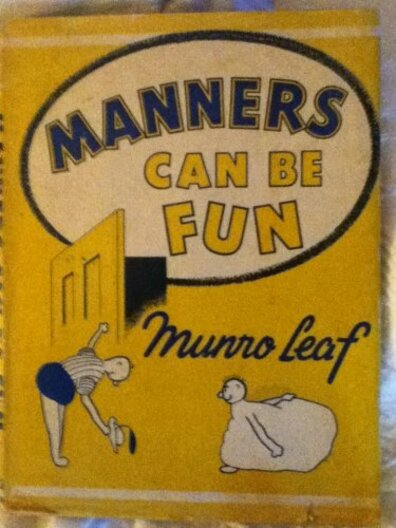 MANNERS
CAN BE
FUN
Munro Leaf